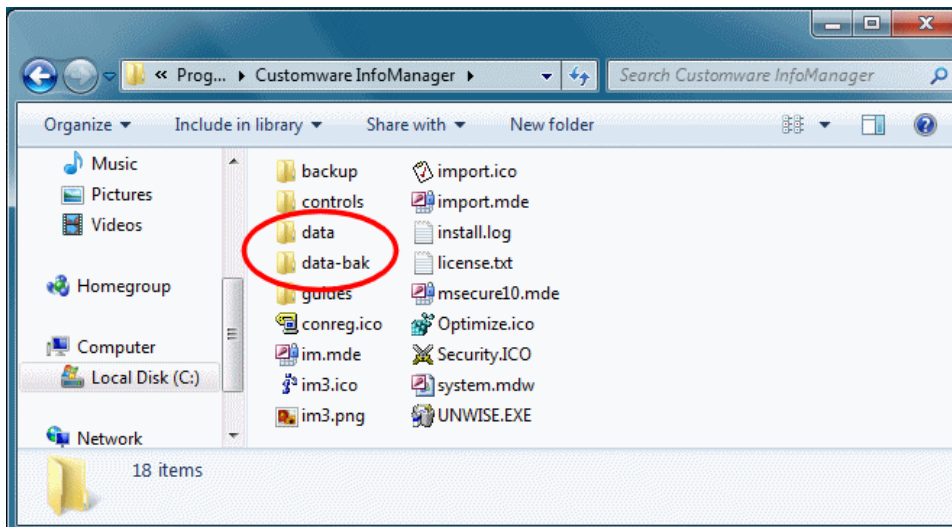 « Prog... ▸ Customware InfoManager ▸
Search Customware InfoManager
Organize
Include in library
Share with
New folder
Music
Pictures
Videos
Homegroup
Computer
Local Disk (C:)
Network
backup
controls
data
data-bak
guides
conreg.ico
im.mde
im3.ico
im3.png
import.ico
import.mde
install.log
license.txt
msecure10.mde
Optimize.ico
Security.ICO
system.mdw
UNWISE.EXE
18 items